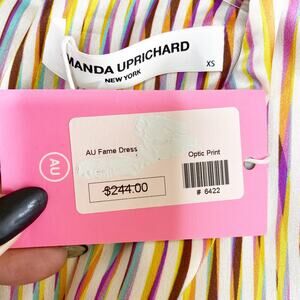 MANDA UPRICHARD
NEW YORK
XS
AU
AU Fame Dress
Optic Print
$244.00
# 6422